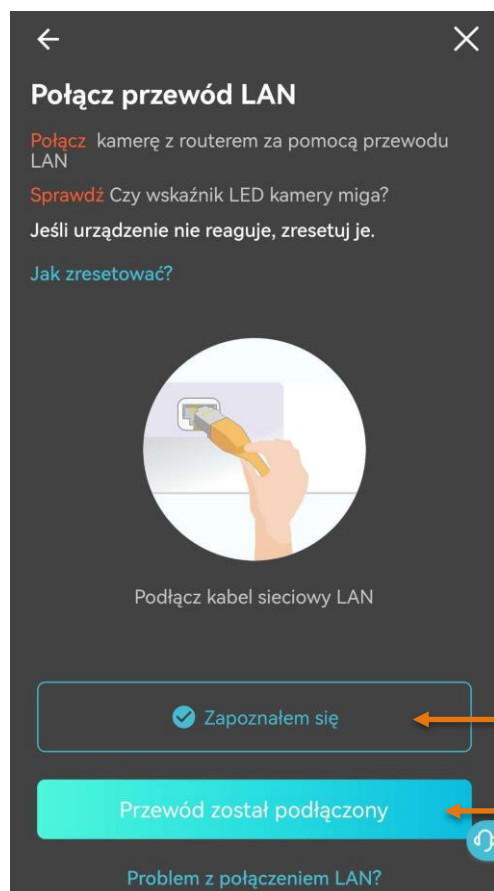 Połącz przewód LAN
Połącz kamerę z routerem za pomocą przewodu
LAN
Sprawdź Czy wskaźnik LED kamery miga?
Jeśli urządzenie nie reaguje, zresetuj je.
Jak zresetować?
Podłącz kabel sieciowy LAN
Zapoznałem się
Przewód został podłączony
Problem z połączeniem LAN?